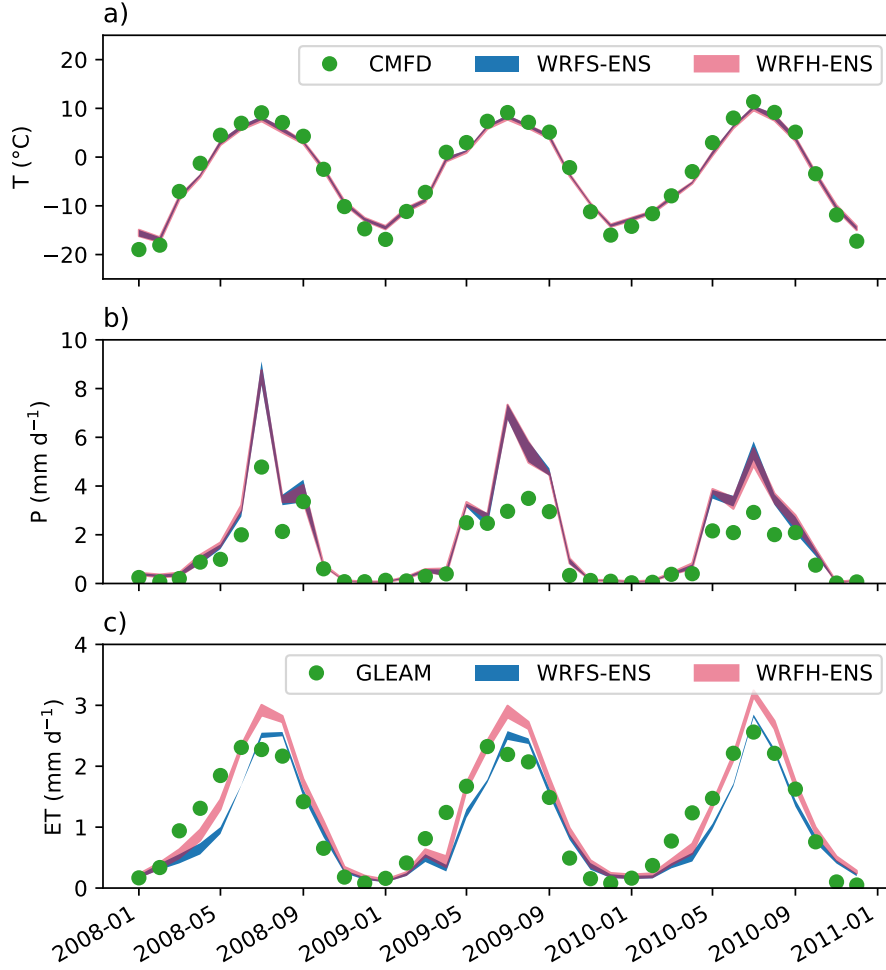 a)
20
10
0
−10
−20
T (°C)
CMFD WRFS-ENS WRFH-ENS
b)
10
8
6
4
2
0
P (mm d⁻¹)
c)
4
3
2
1
0
ET (mm d⁻¹)
GLEAM WRFS-ENS WRFH-ENS
2008-01 2008-05 2008-09 2009-01 2009-05 2009-09 2010-01 2010-05 2010-09 2011-01